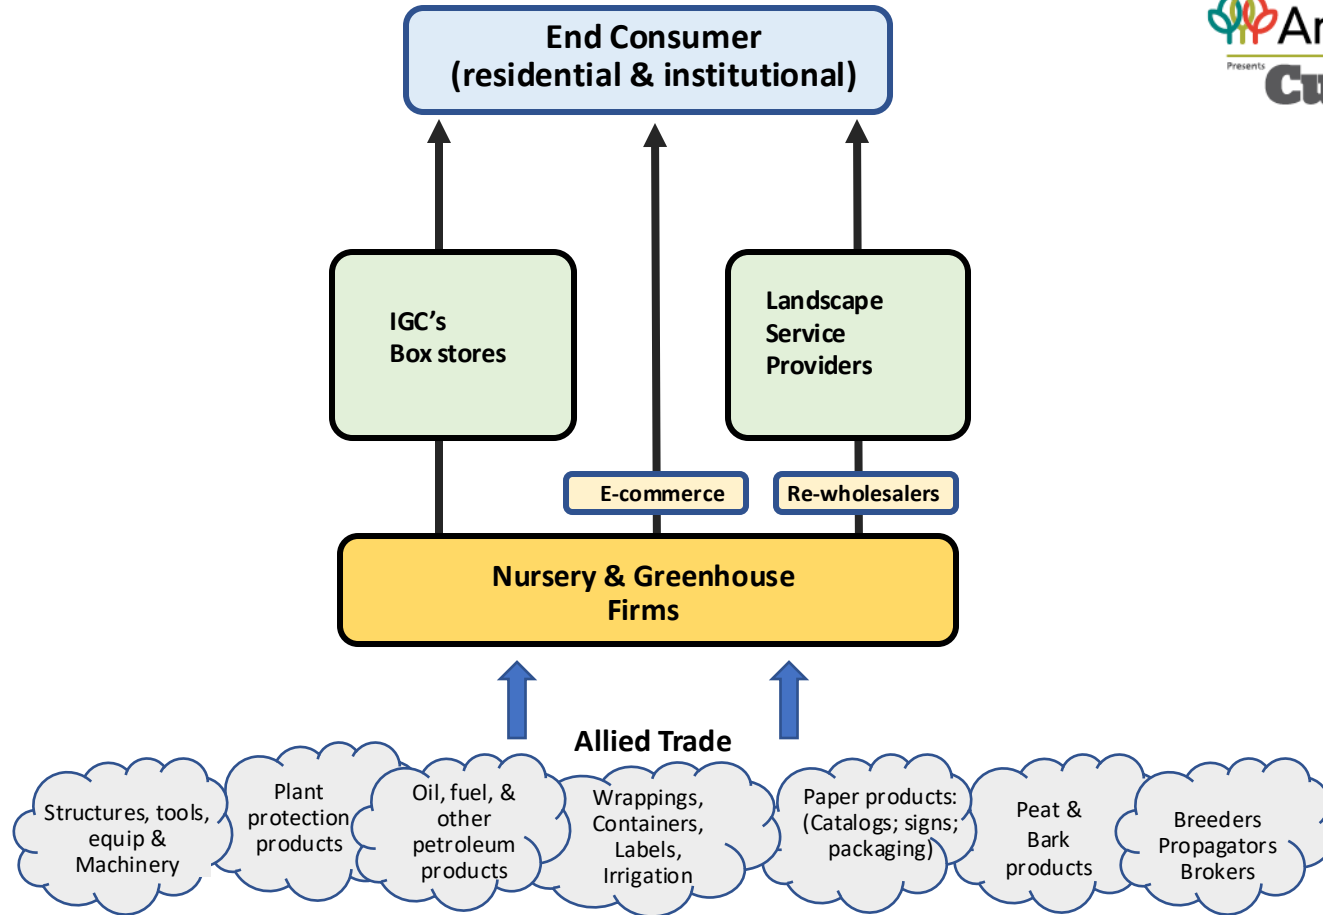 End Consumer
(residential & institutional)
Presents
IGC's
Box stores
Landscape
Service
Providers
E-commerce
Re-wholesalers
Nursery & Greenhouse
Firms
Allied Trade
Structures, tools,
equip &
Machinery
Plant
protection
products
Oil, fuel, &
other
petroleum
products
Wrappings,
Containers,
Labels,
Irrigation
Paper products:
(Catalogs; signs;
packaging)
Peat &
Bark
products
Breeders
Propagators
Brokers